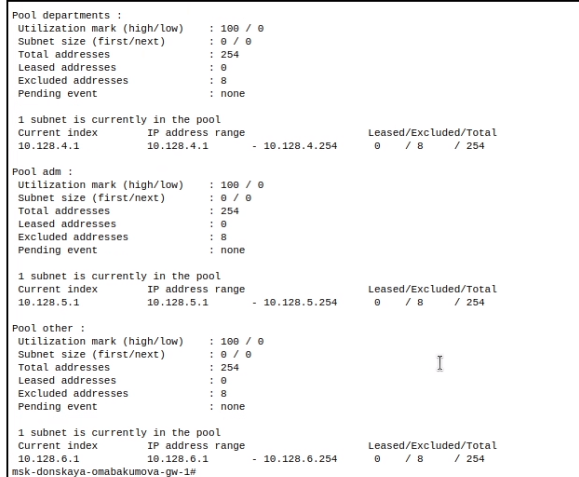 Pool departments :
Utilization mark (high/low) : 100 / 0
Subnet size (first/next) : 0 / 0
Total addresses : 254
Leased addresses : 0
Excluded addresses : 8
Pending event : none
1 subnet is currently in the pool
Current index IP address range Leased/Excluded/Total
10.128.4.1 10.128.4.1 - 10.128.4.254 0 / 8 / 254
Pool adm :
Utilization mark (high/low) : 100 / 0
Subnet size (first/next) : 0 / 0
Total addresses : 254
Leased addresses : 0
Excluded addresses : 8
Pending event : none
1 subnet is currently in the pool
Current index IP address range Leased/Excluded/Total
10.128.5.1 10.128.5.1 - 10.128.5.254 0 / 8 / 254
Pool other :
Utilization mark (high/low) : 100 / 0
Subnet size (first/next) : 0 / 0
Total addresses : 254
Leased addresses : 0
Excluded addresses : 8
Pending event : none
1 subnet is currently in the pool
Current index IP address range Leased/Excluded/Total
10.128.6.1 10.128.6.1 - 10.128.6.254 0 / 8 / 254
msk-donskaya-omabakumova-gw-1#